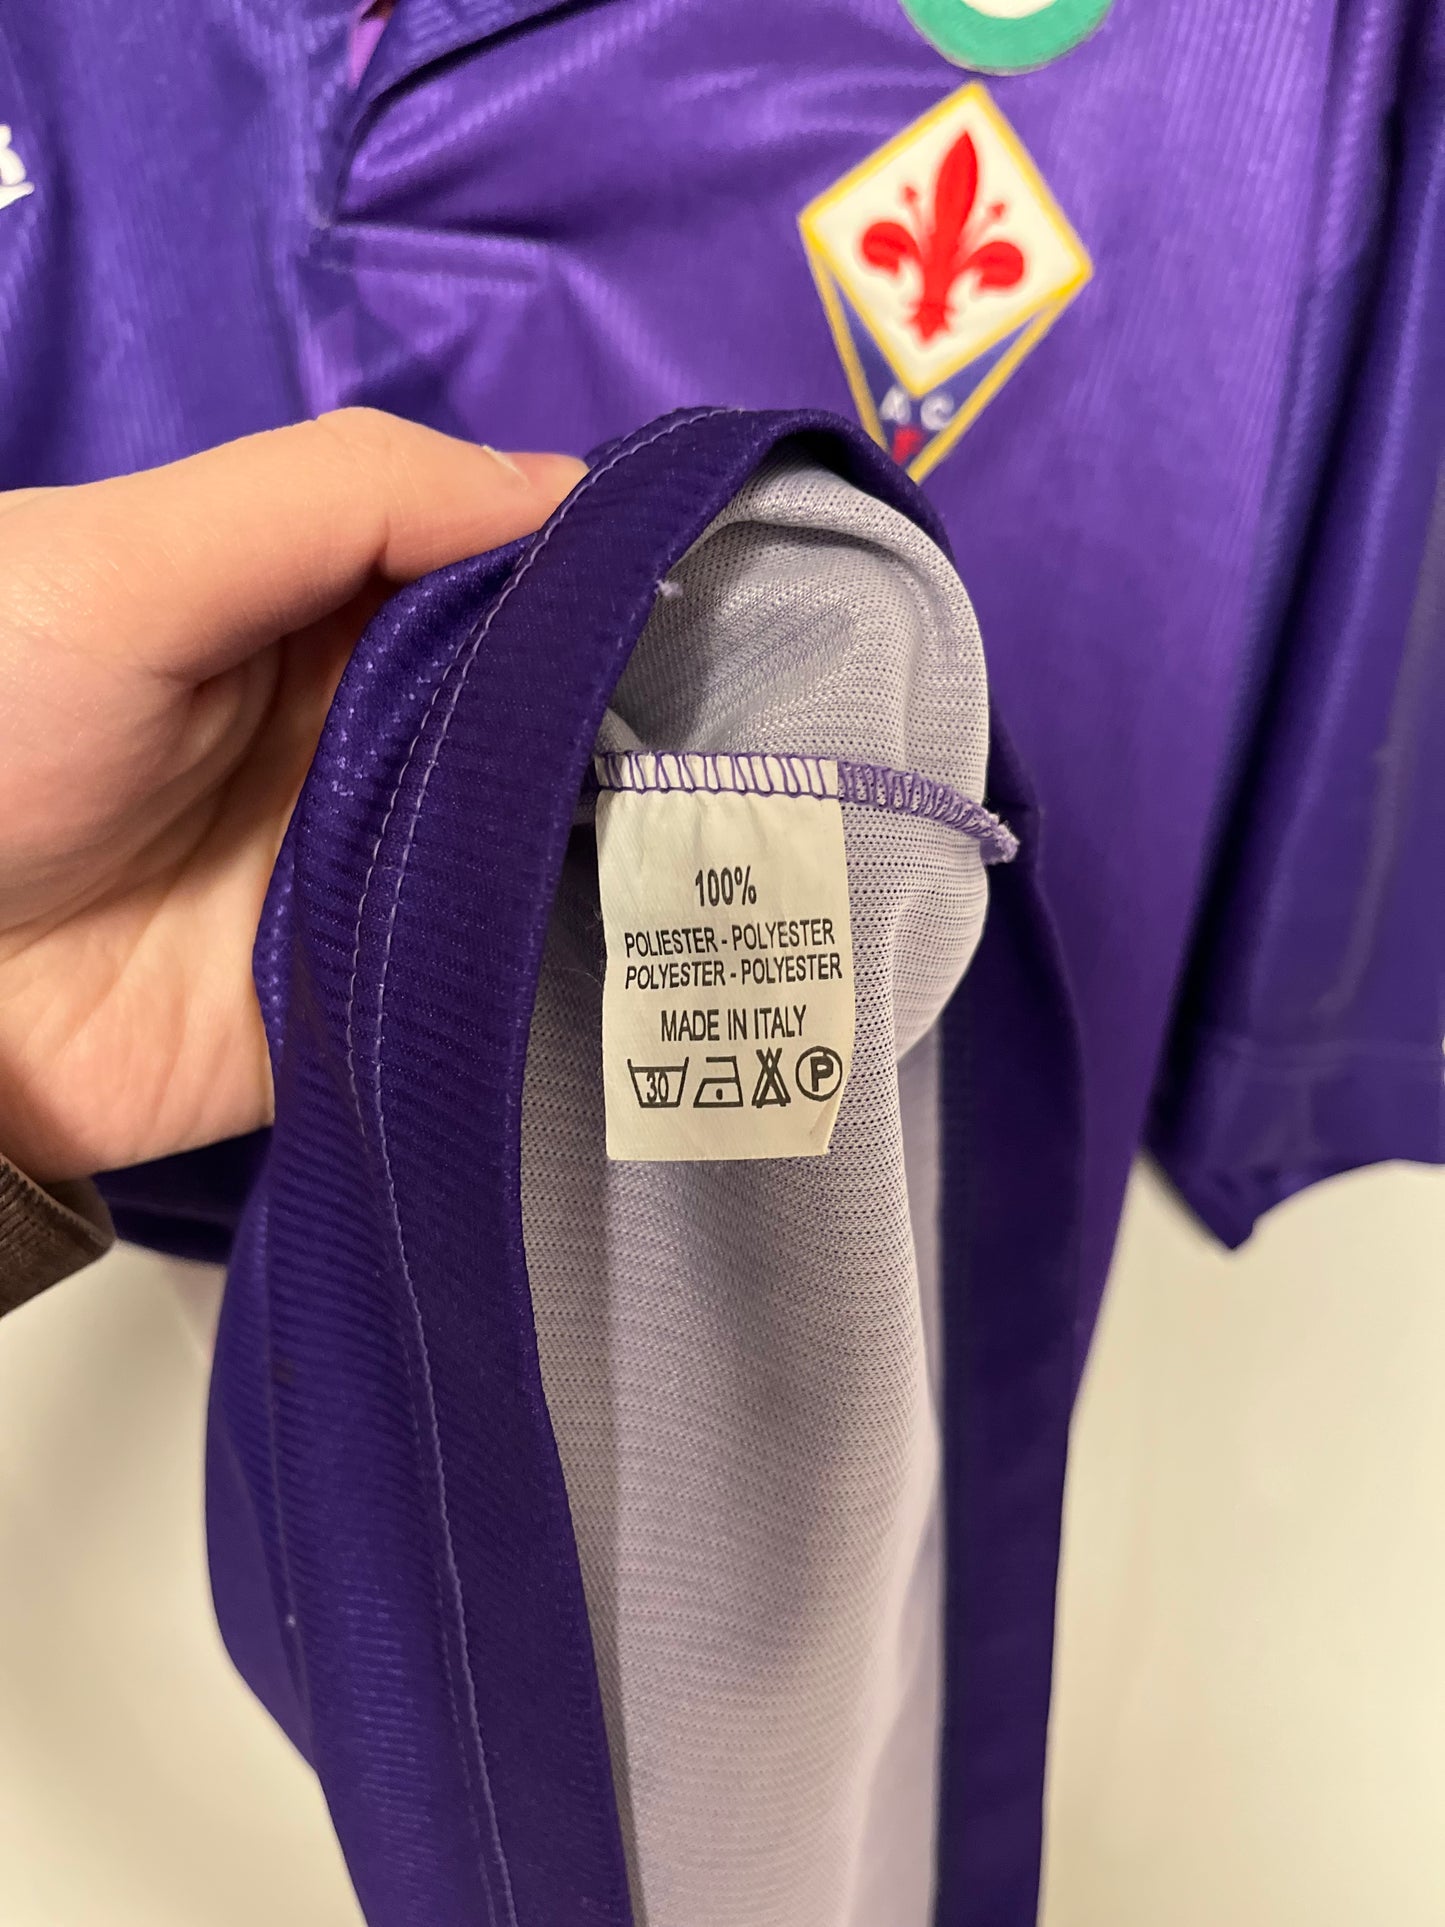 A C
F
100%
POLIESTER - POLYESTER
POLYESTER - POLYESTER
MADE IN ITALY
30 P